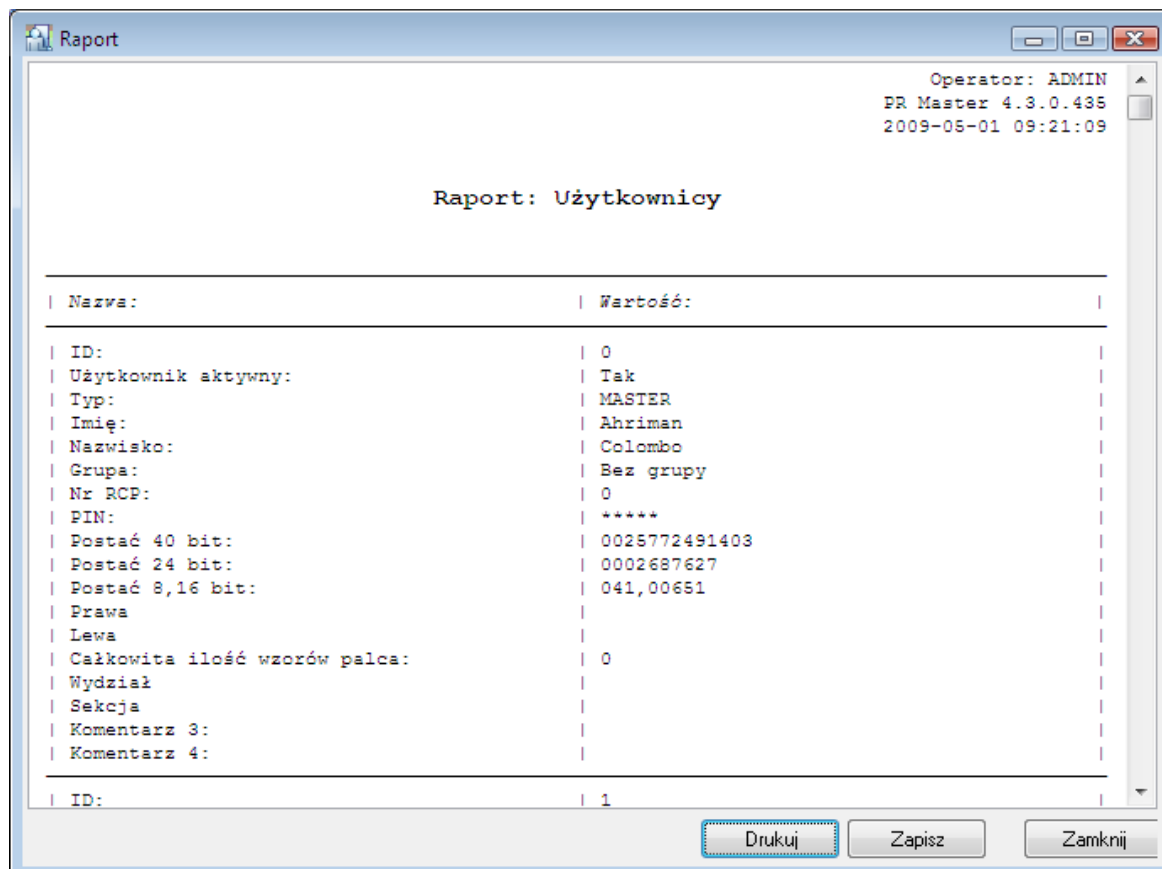 Raport
Operator: ADMIN
PR Master 4.3.0.435
2009-05-01 09:21:09
Raport: Użytkownicy
| Nazwa: | Wartość: |
| ID: | 0 |
| Użytkownik aktywny: | Tak |
| Typ: | MASTER |
| Imię: | Ahriman |
| Nazwisko: | Colombo |
| Grupa: | Bez grupy |
| Nr RCP: | 0 |
| PIN: | ***** |
| Postać 40 bit: | 0025772491403 |
| Postać 24 bit: | 0002687627 |
| Postać 8,16 bit: | 041,00651 |
| Prawa | |
| Lewa | |
| Całkowita ilość wzorów palca: | 0 |
| Wydział | |
| Sekcja | |
| Komentarz 3: | |
| Komentarz 4: | |
| ID: | 1 |
Drukuj Zapisz Zamknij